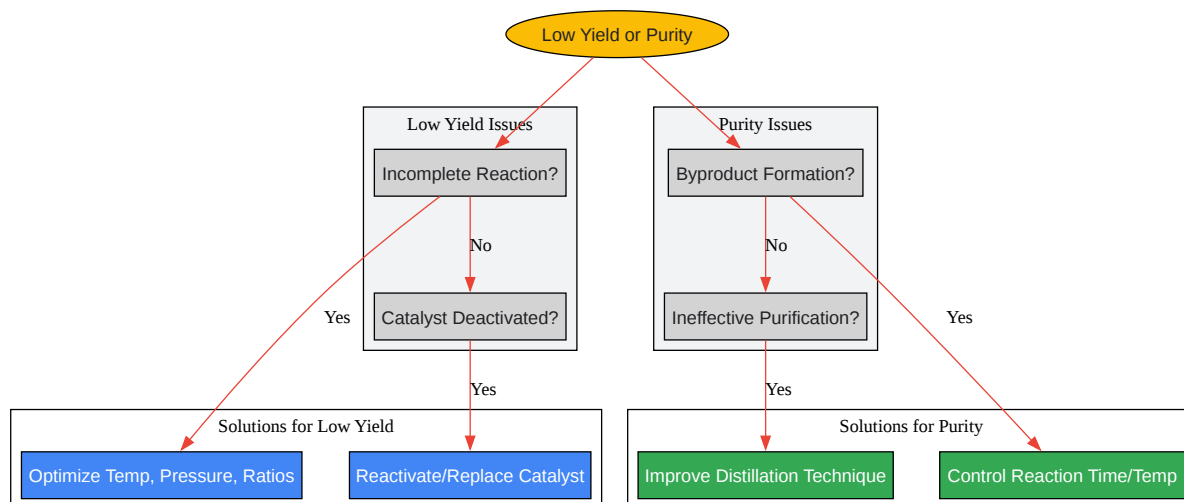 Low Yield or Purity
Low Yield Issues
Purity Issues
Incomplete Reaction?
Byproduct Formation?
No
No
Catalyst Deactivated?
Ineffective Purification?
Yes
Yes
Yes
Yes
Solutions for Low Yield
Solutions for Purity
Optimize Temp, Pressure, Ratios
Reactivate/Replace Catalyst
Improve Distillation Technique
Control Reaction Time/Temp